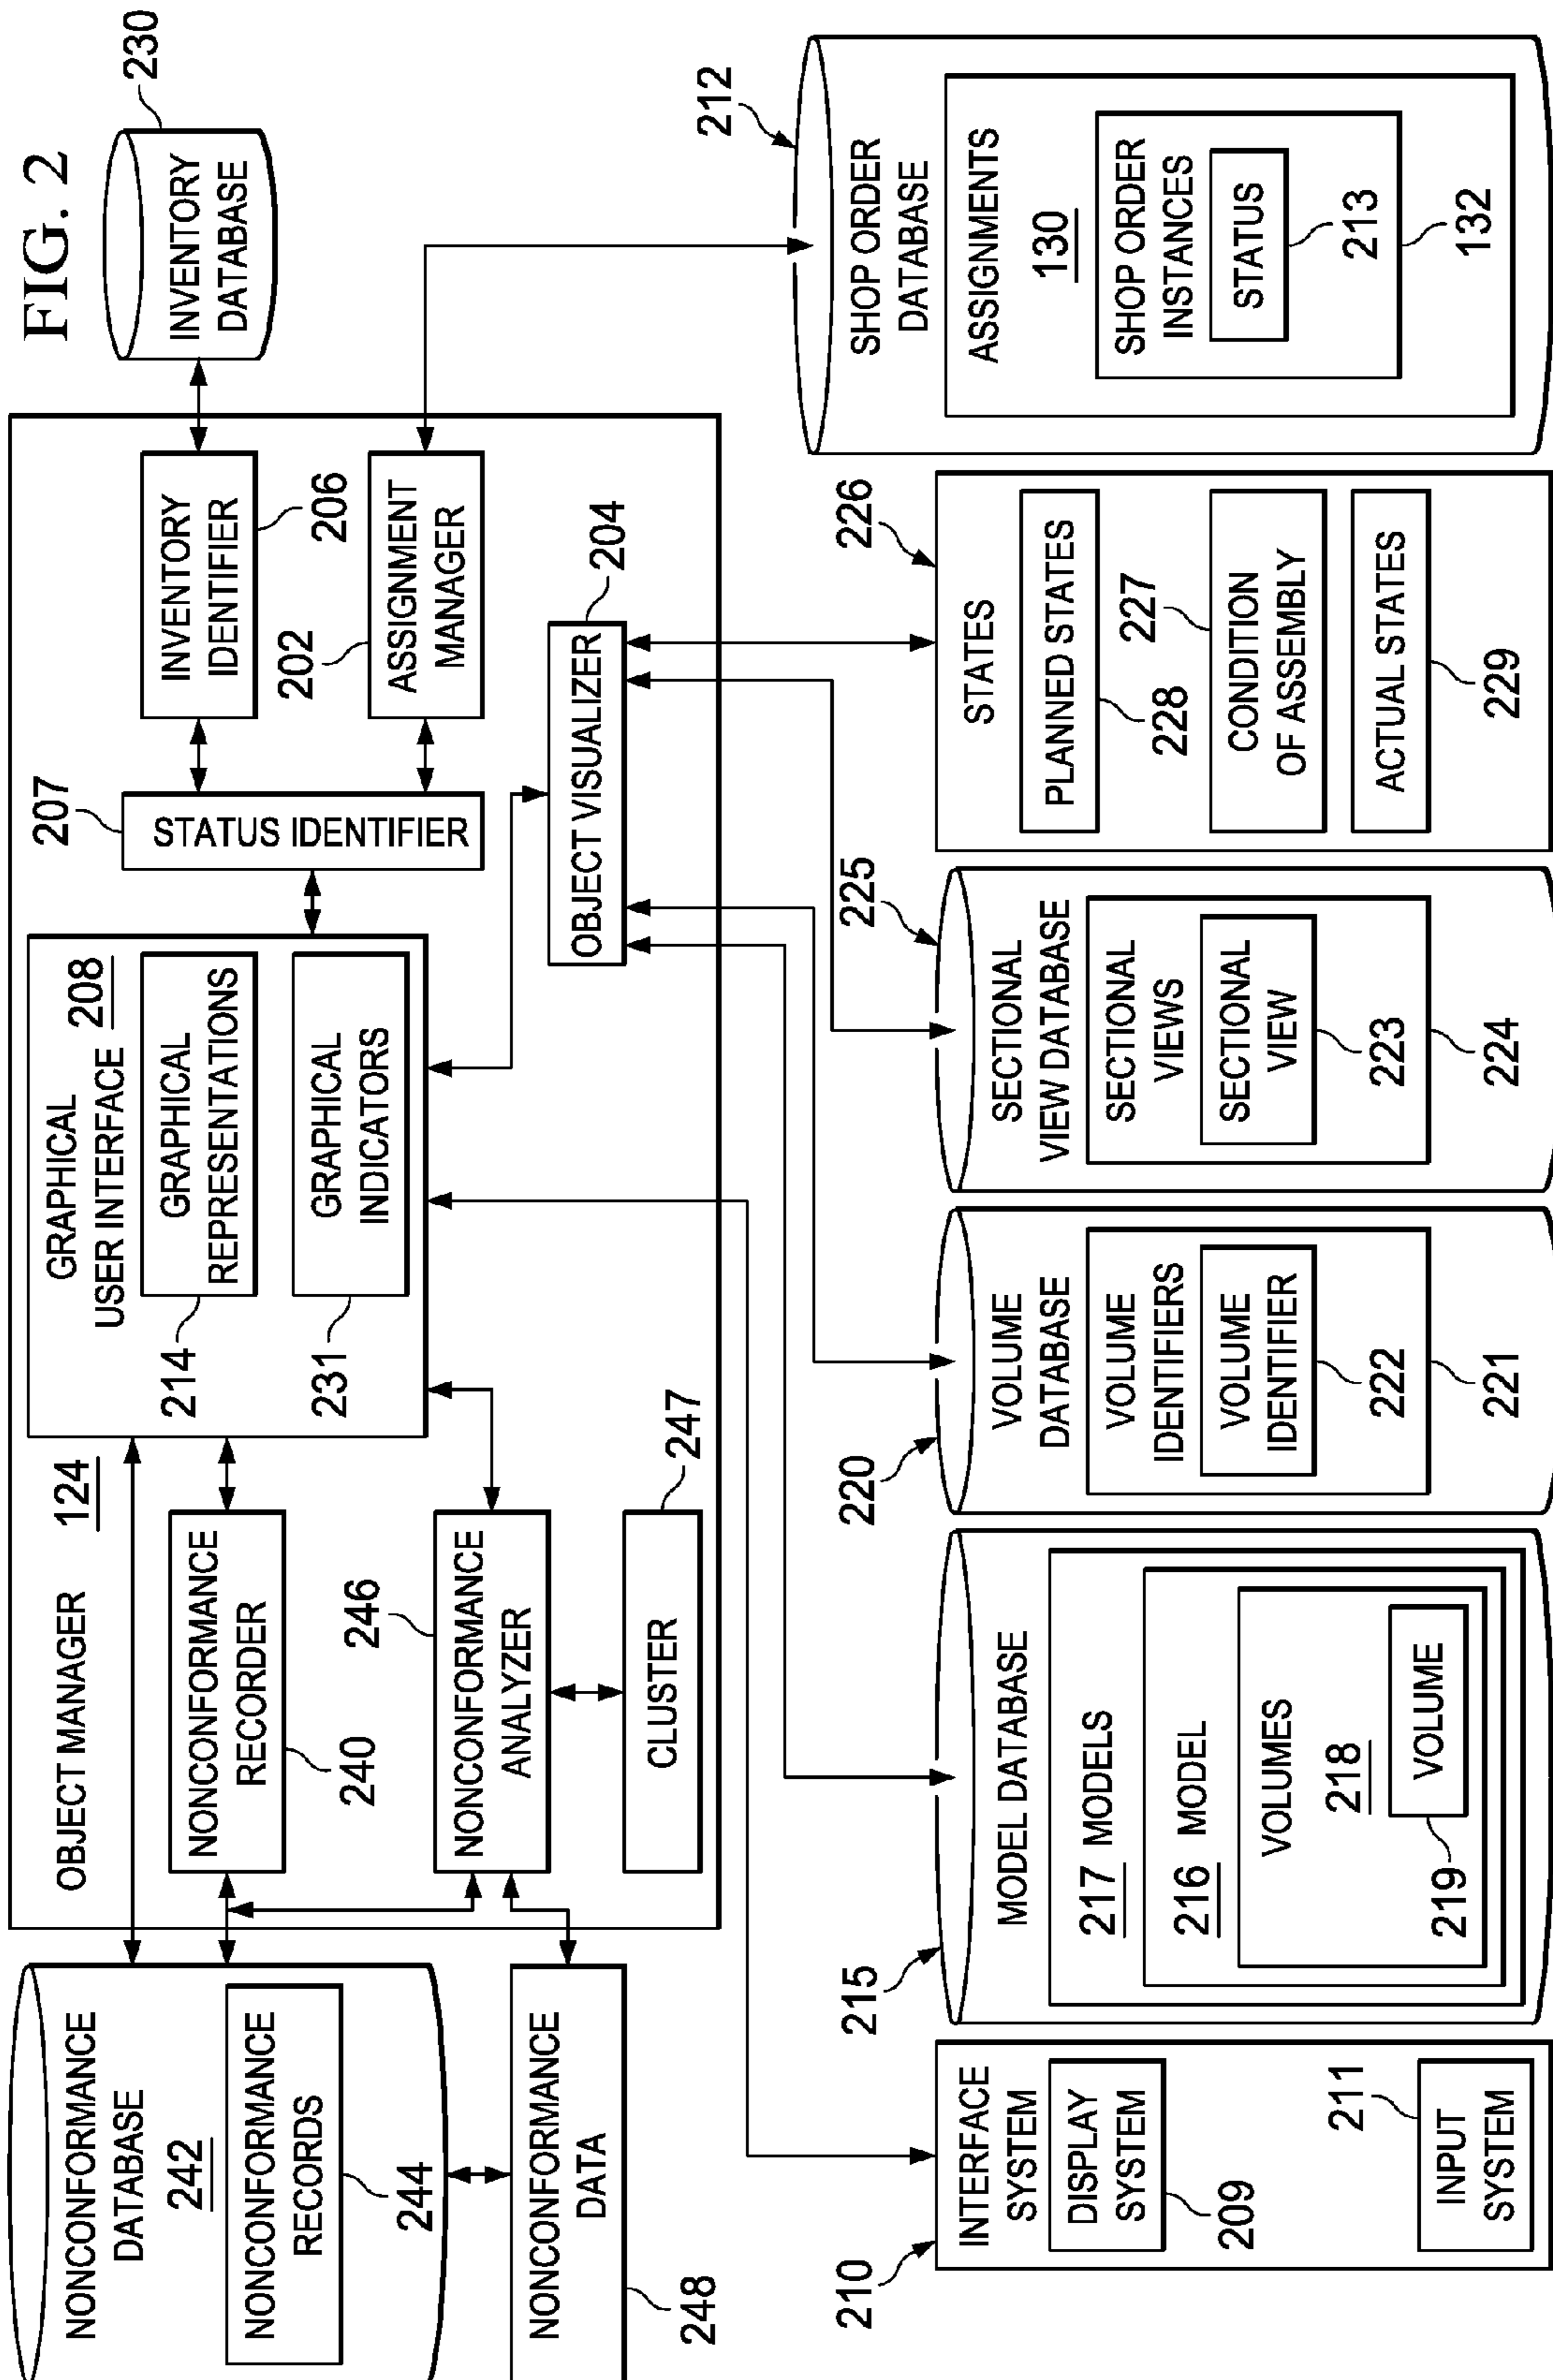 FIG. 2
NONCONFORMANCE
DATABASE
242
NONCONFORMANCE
RECORDS
244
NONCONFORMANCE
DATA
248
OBJECT MANAGER 124
NONCONFORMANCE
RECORDER
240
246
NONCONFORMANCE
ANALYZER
CLUSTER
247
GRAPHICAL
USER INTERFACE 208
GRAPHICAL
REPRESENTATIONS
214
GRAPHICAL
INDICATORS
231
207
STATUS IDENTIFIER
INVENTORY
IDENTIFIER
206
202
ASSIGNMENT
MANAGER
OBJECT VISUALIZER
204
INVENTORY
DATABASE
230
210
INTERFACE
SYSTEM
DISPLAY
SYSTEM
209
211
INPUT
SYSTEM
215
MODEL DATABASE
217 MODELS
216 MODEL
VOLUMES
218
VOLUME
219
220
VOLUME
DATABASE
VOLUME
IDENTIFIERS
VOLUME
IDENTIFIER
222
221
225
SECTIONAL
VIEW DATABASE
SECTIONAL
VIEWS
SECTIONAL
VIEW
223
224
226
STATES
PLANNED STATES
228
227
CONDITION
OF ASSEMBLY
ACTUAL STATES
229
212
SHOP ORDER
DATABASE
ASSIGNMENTS
130
SHOP ORDER
INSTANCES
STATUS
213
132